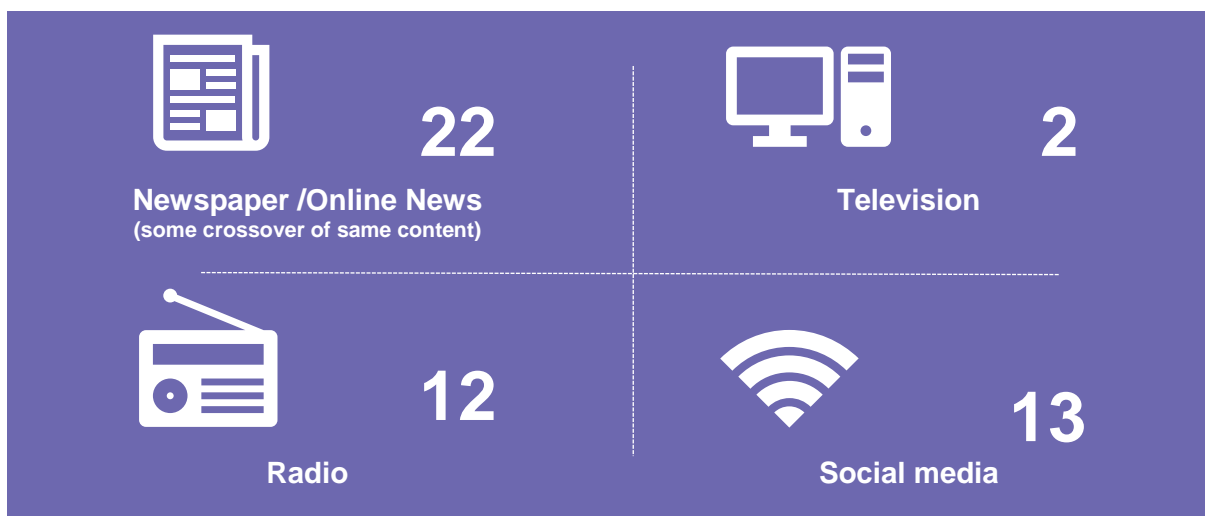 22
Newspaper /Online News
(some crossover of same content)
2
Television
12
Radio
13
Social media